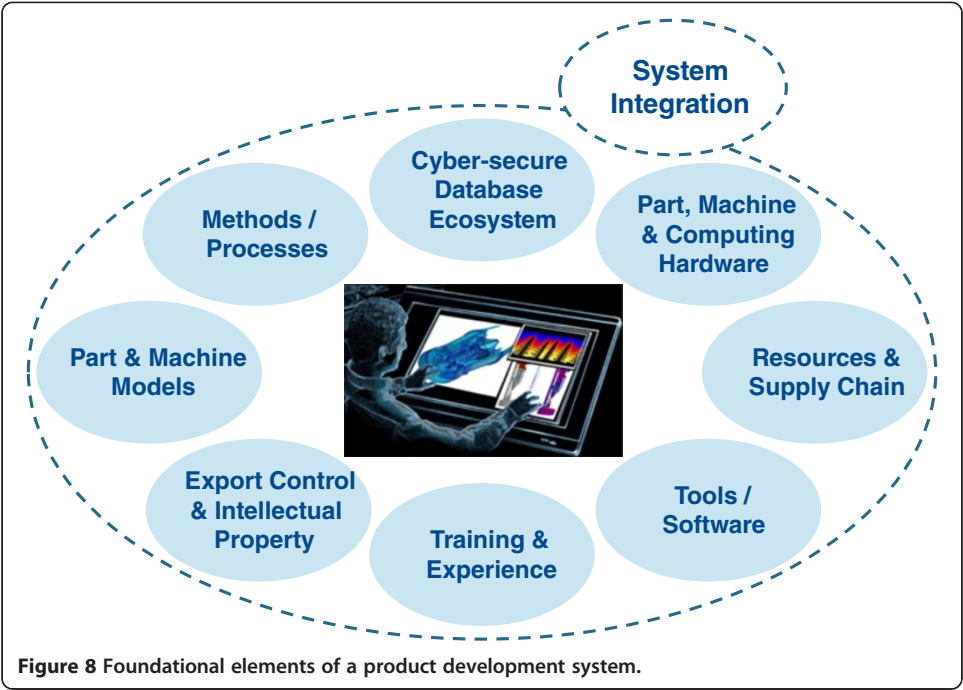 System
Integration
Cyber-secure
Database
Ecosystem
Part, Machine
& Computing
Hardware
Methods /
Processes
Resources &
Supply Chain
Part & Machine
Models
Tools /
Software
Export Control
& Intellectual
Property
Training &
Experience
Figure 8 Foundational elements of a product development system.